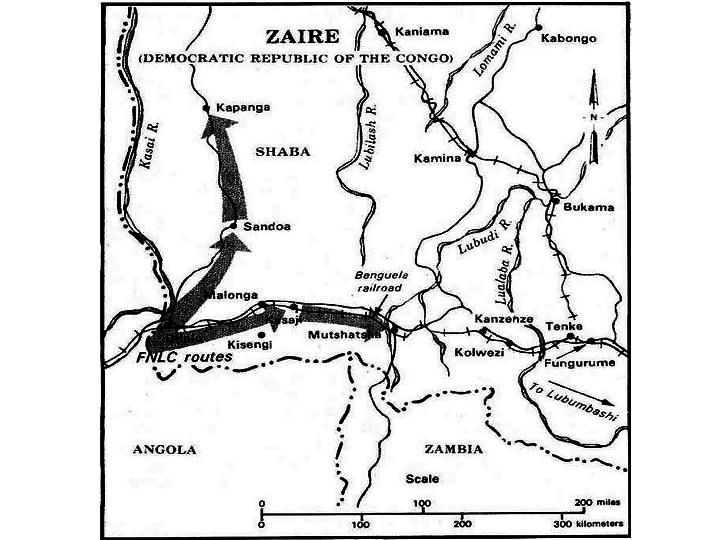 ZAIRE
(DEMOCRATIC REPUBLIC OF THE CONGO)
Kaniama
Lomami R.
Kabongo
Kapanga
Kasai R.
Lubilash R.
N
SHABA
Kamina
Sandoa
Bukama
Lubudi R.
Lualaba R.
Benguela
railroad
Malonga
Kasaji
Mutshatsha
Kanzenze
Tenke
Kisengi
Kolwezi
Fungurume
FNLC routes
To Lubumbashi
ANGOLA
ZAMBIA
Scale
0 100 200 miles
0 100 200 300 kilometers